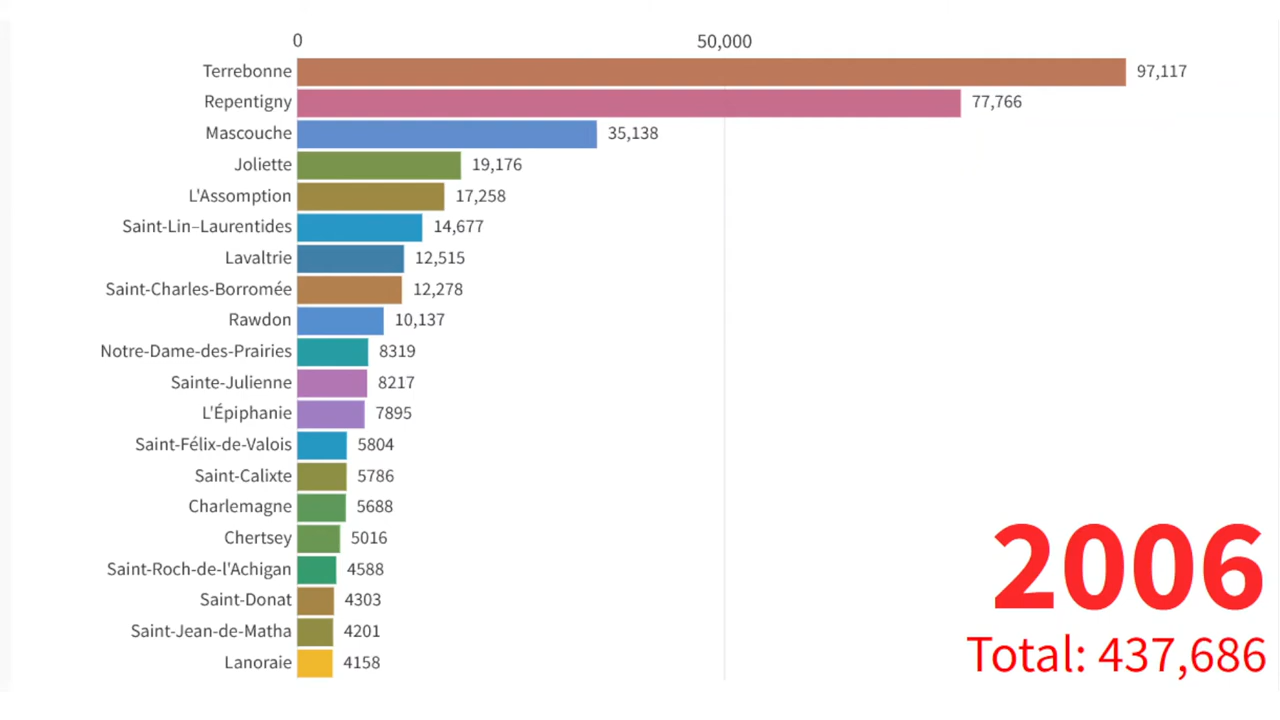 0 50,000
Terrebonne 97,117
Repentigny 77,766
Mascouche 35,138
Joliette 19,176
L'Assomption 17,258
Saint-Lin–Laurentides 14,677
Lavaltrie 12,515
Saint-Charles-Borromée 12,278
Rawdon 10,137
Notre-Dame-des-Prairies 8319
Sainte-Julienne 8217
L'Épiphanie 7895
Saint-Félix-de-Valois 5804
Saint-Calixte 5786
Charlemagne 5688
Chertsey 5016
Saint-Roch-de-l'Achigan 4588
Saint-Donat 4303
Saint-Jean-de-Matha 4201
Lanoraie 4158
2006
Total: 437,686